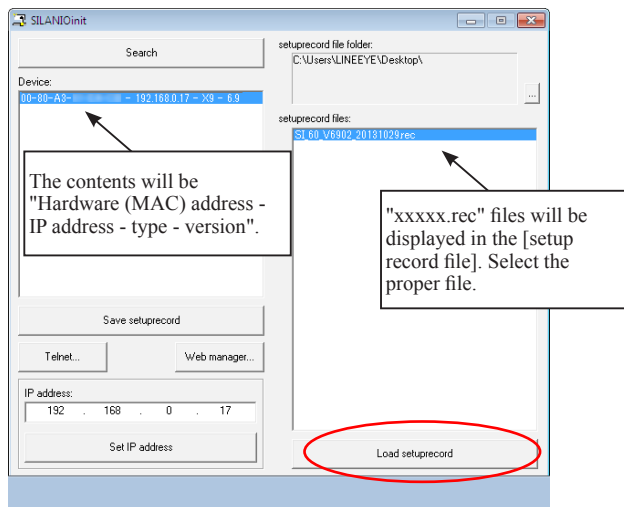 SILANIOinit
Search
Device:
00-80-A3- - 192.168.0.17 - X9 - 6.9
The contents will be
"Hardware (MAC) address -
IP address - type - version".
Save setuprecord
Telnet...
Web manager...
IP address:
192 . 168 . 0 . 17
Set IP address
setuprecord file folder:
C:\Users\LINEEYE\Desktop\
...
setuprecord files:
SI_60_V6902_20131029.rec
"xxxxx.rec" files will be
displayed in the [setup
record file]. Select the
proper file.
Load setuprecord